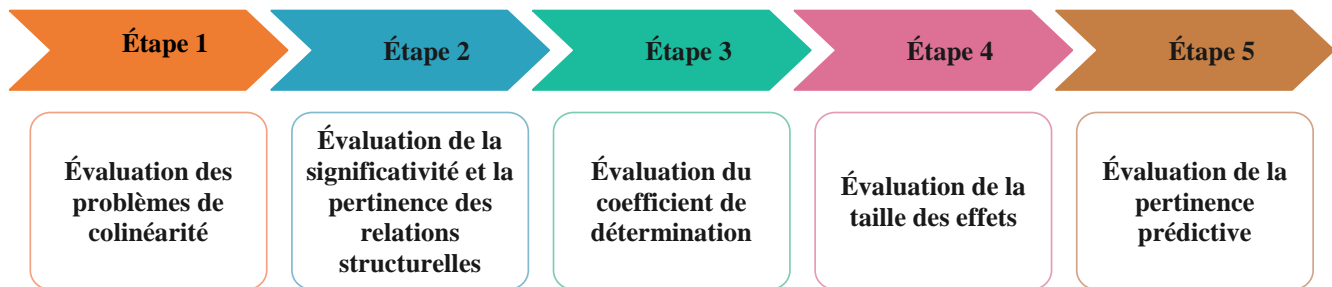 Étape 1
Étape 2
Étape 3
Étape 4
Étape 5
Évaluation des
problèmes de
colinéarité
Évaluation de la
significativité et la
pertinence des
relations
structurelles
Évaluation du
coefficient de
détermination
Évaluation de la
taille des effets
Évaluation de la
pertinence
prédictive